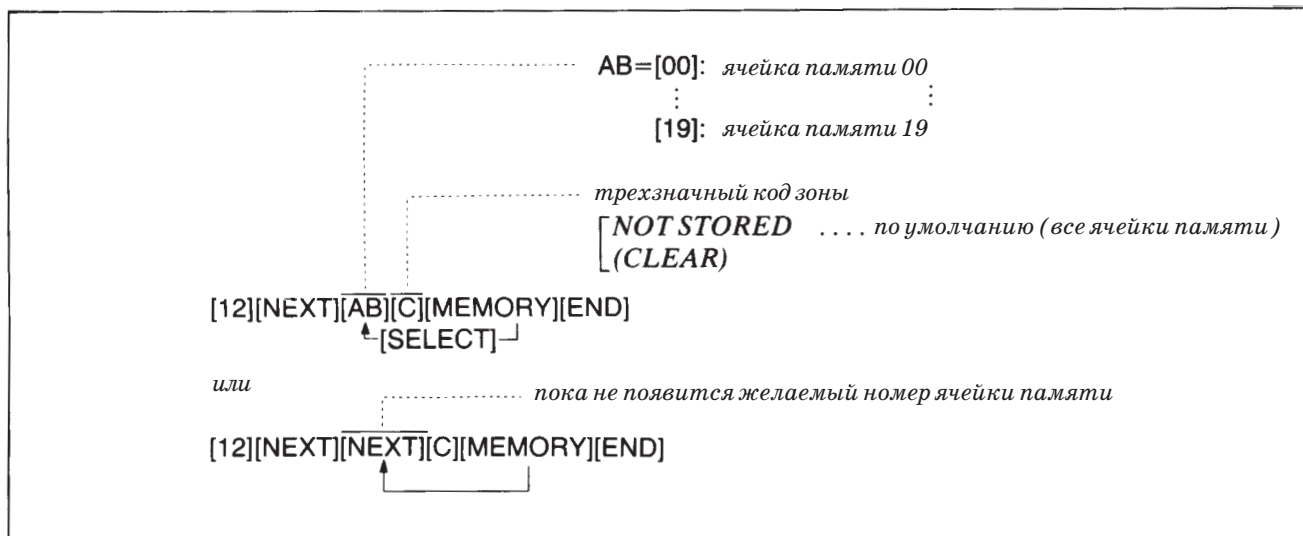 AB=[00]: ячейка памяти 00
[19]: ячейка памяти 19
трехзначный код зоны
NOT STORED .... по умолчанию (все ячейки памяти)
(CLEAR)
[12][NEXT][AB][C][MEMORY][END]
[SELECT]
или
пока не появится желаемый номер ячейки памяти
[12][NEXT][NEXT][C][MEMORY][END]